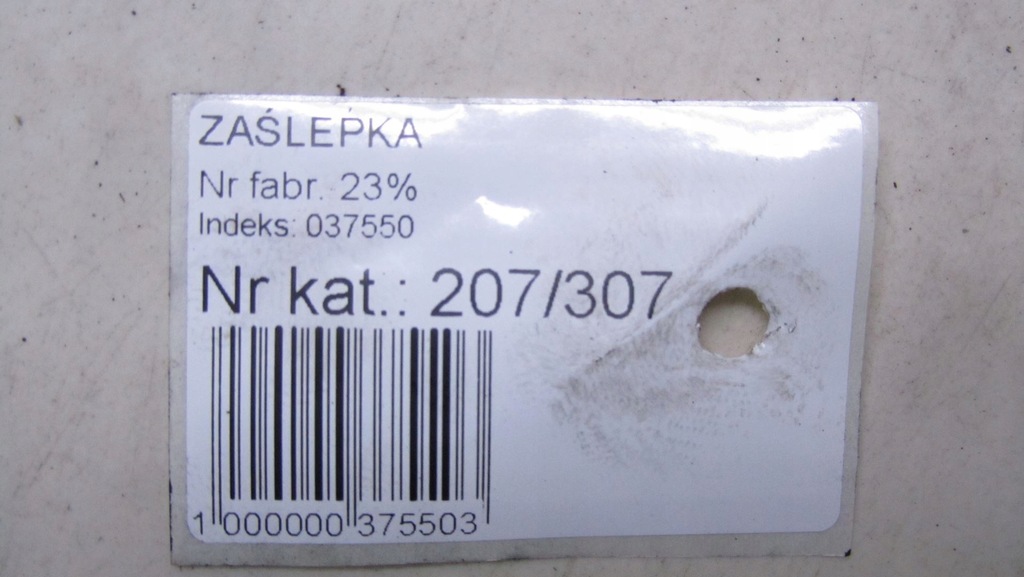 ZAŚLEPKA
Nr fabr. 23%
Indeks: 037550
Nr kat.: 207/307
1 000000 375503